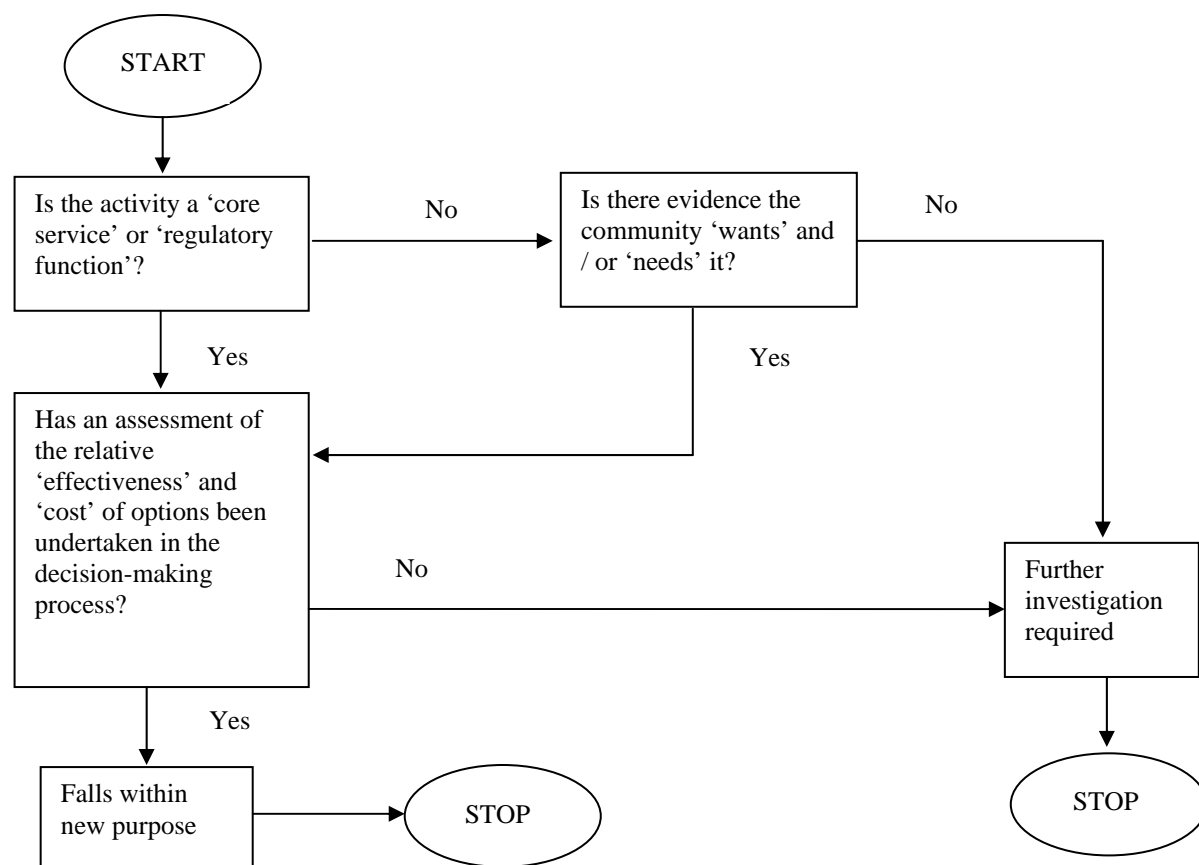 START
Is the activity a ‘core
service’ or ‘regulatory
function’?
No
Is there evidence the
community ‘wants’ and
/ or ‘needs’ it?
No
Yes
Yes
Has an assessment of
the relative
‘effectiveness’ and
‘cost’ of options been
undertaken in the
decision-making
process?
No
Further
investigation
required
Yes
Falls within
new purpose
STOP
STOP